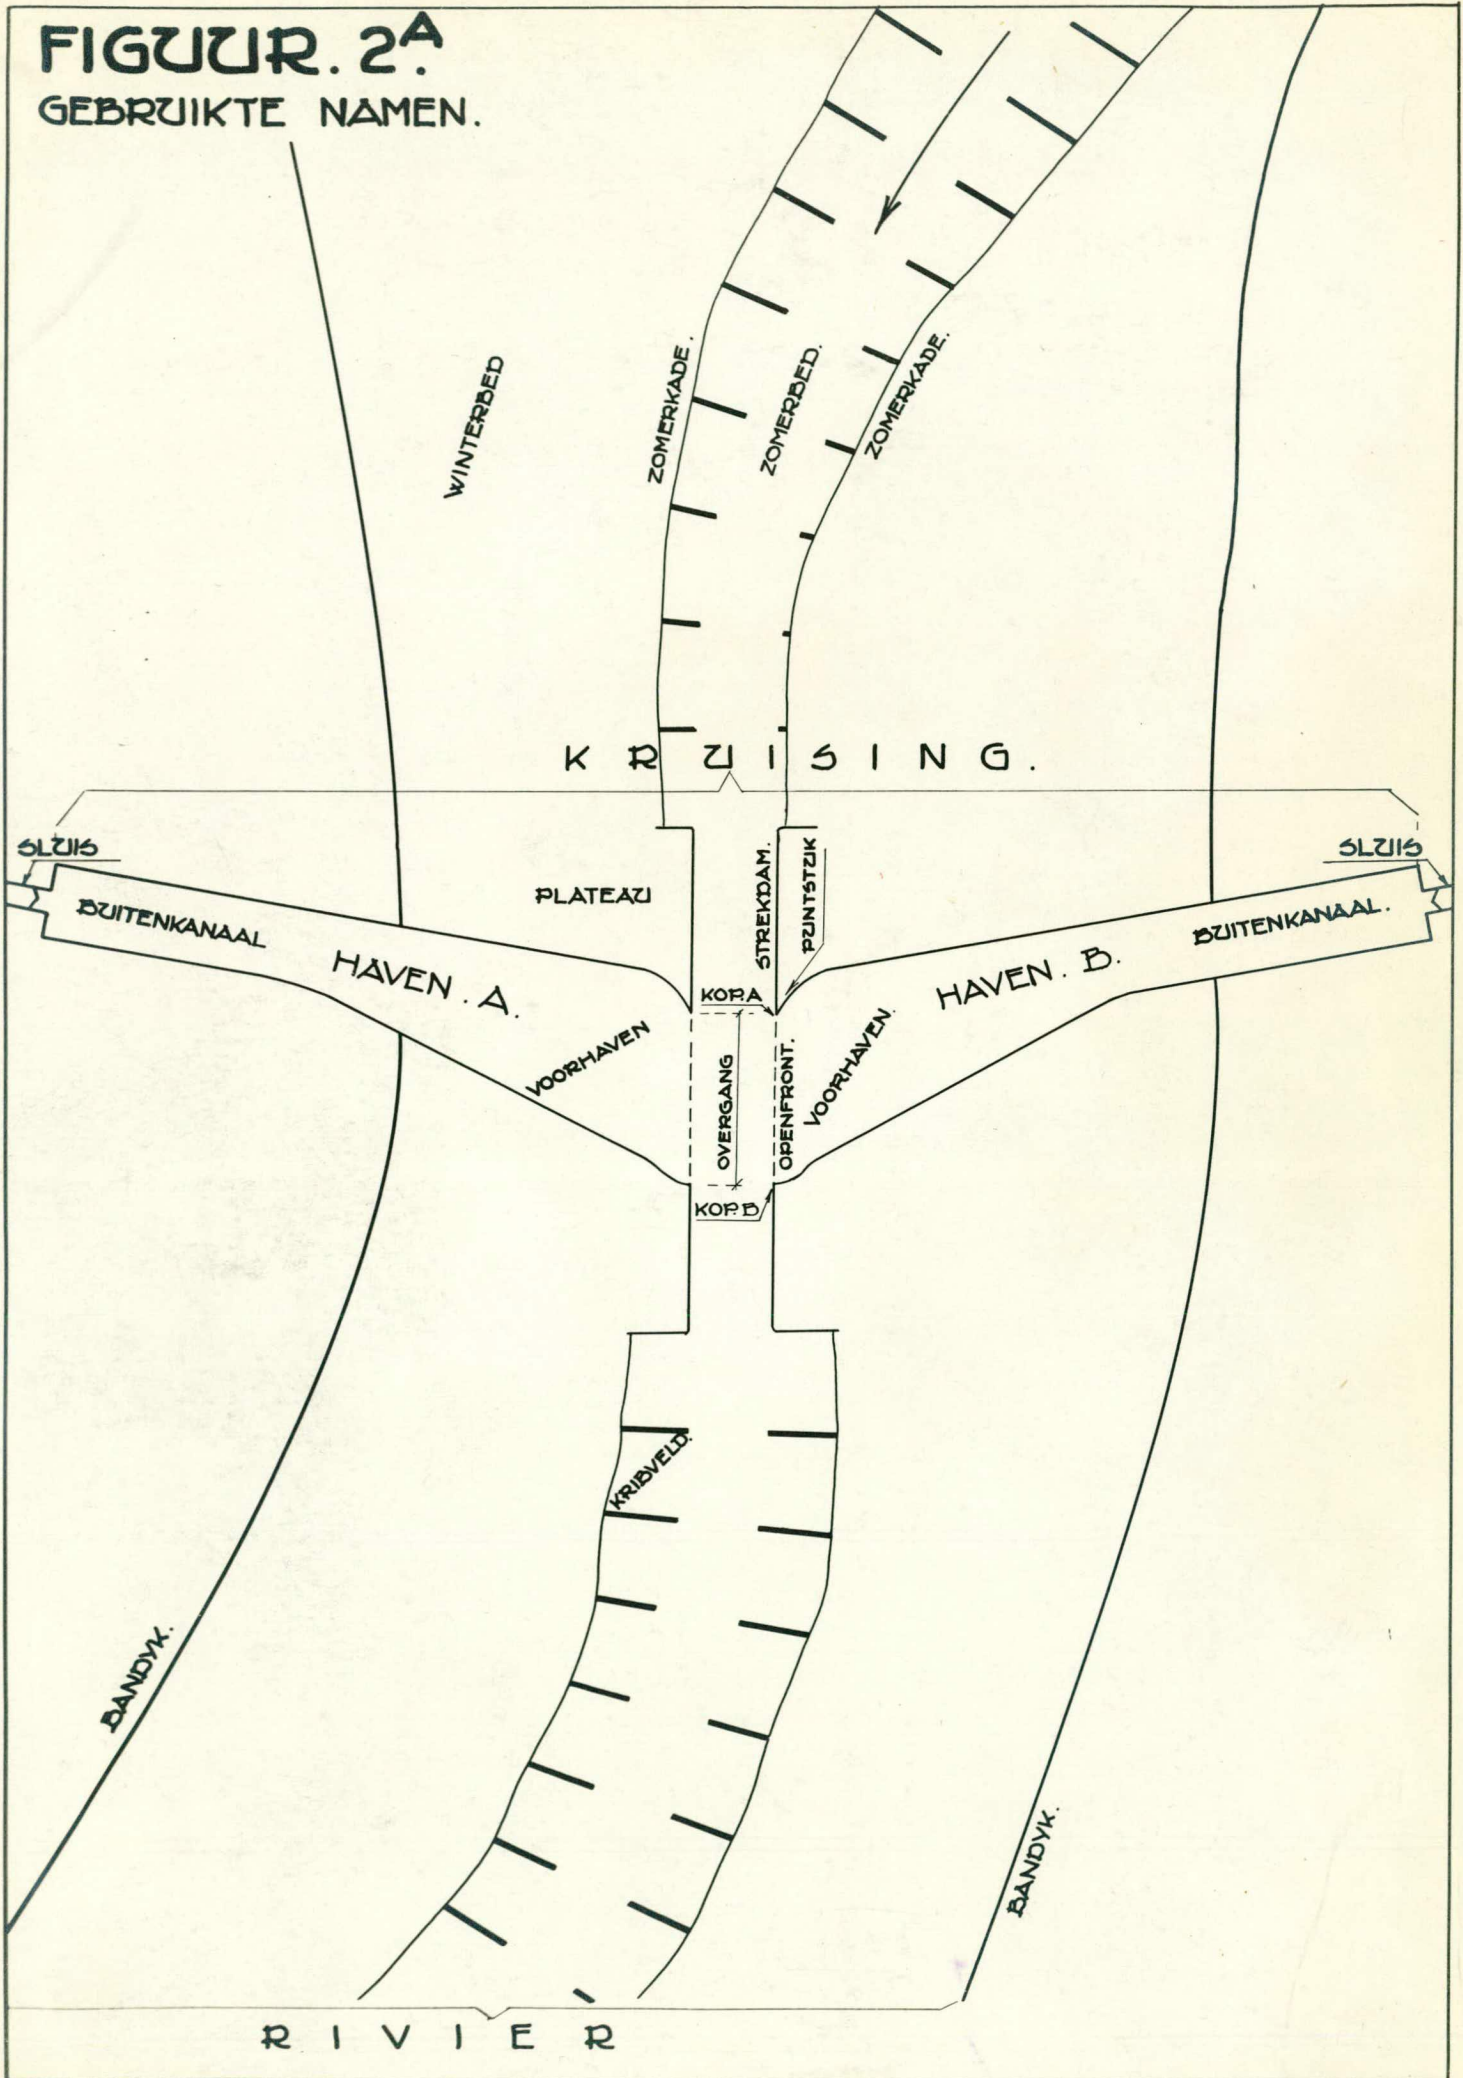 FIGUUR. 2A.
GEBRUIKTE NAMEN.
WINTERBED
ZOMERKADE.
ZOMERBED.
ZOMERKADE.
KRUISING.
SLUIS
SLUIS
BUITENKANAAL
HAVEN. A.
PLATEAU
STREKDAM.
PUNTSTUK
HAVEN. B.
BUITENKANAAL.
KOP.A
VOORHAVEN
OVERGANG
OPENFRONT.
VOORHAVEN.
KOP.B
KRIBVELD.
BANDYK.
BANDYK.
RIVIER